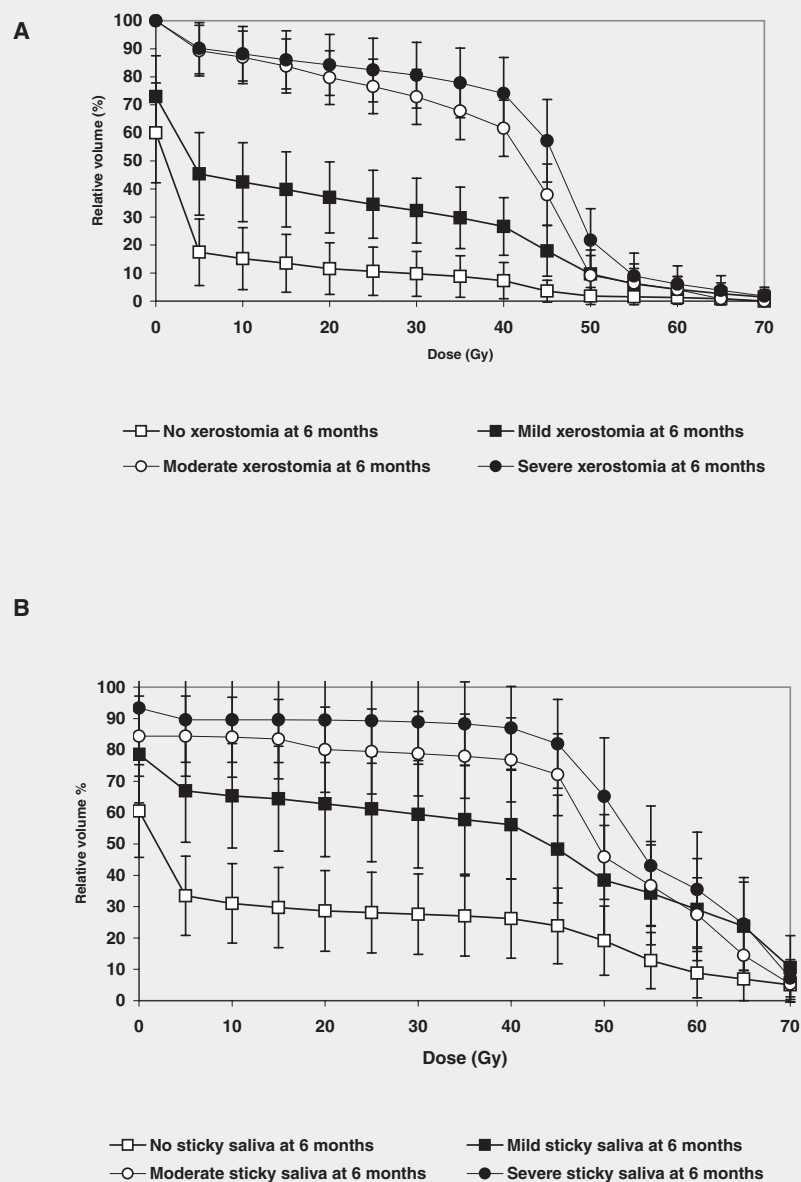 A
100
90
80
70
60
50
40
30
20
10
0
Relative volume (%)
0 10 20 30 40 50 60 70
Dose (Gy)
No xerostomia at 6 months Mild xerostomia at 6 months
Moderate xerostomia at 6 months Severe xerostomia at 6 months
B
100
90
80
70
60
50
40
30
20
10
0
Relative volume %
0 10 20 30 40 50 60 70
Dose (Gy)
No sticky saliva at 6 months Mild sticky saliva at 6 months
Moderate sticky saliva at 6 months Severe sticky saliva at 6 months